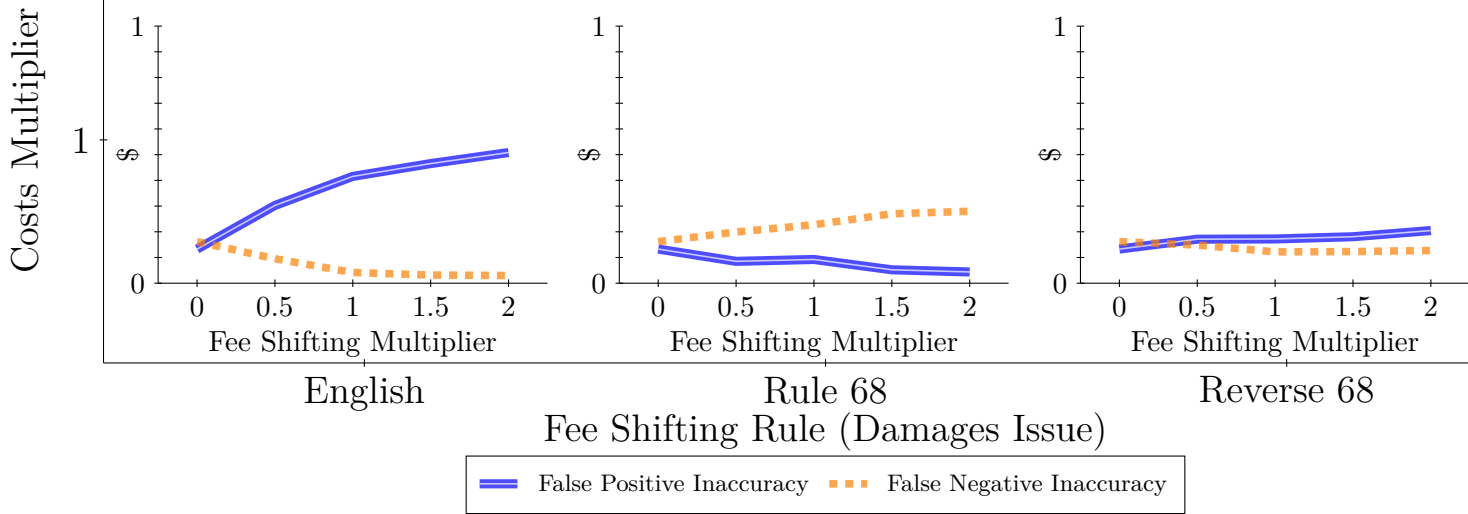 Costs Multiplier
1
1
$
0
0 0.5 1 1.5 2
Fee Shifting Multiplier
English
1
$
0
0 0.5 1 1.5 2
Fee Shifting Multiplier
Rule 68
1
$
0
0 0.5 1 1.5 2
Fee Shifting Multiplier
Reverse 68
Fee Shifting Rule (Damages Issue)
False Positive Inaccuracy False Negative Inaccuracy